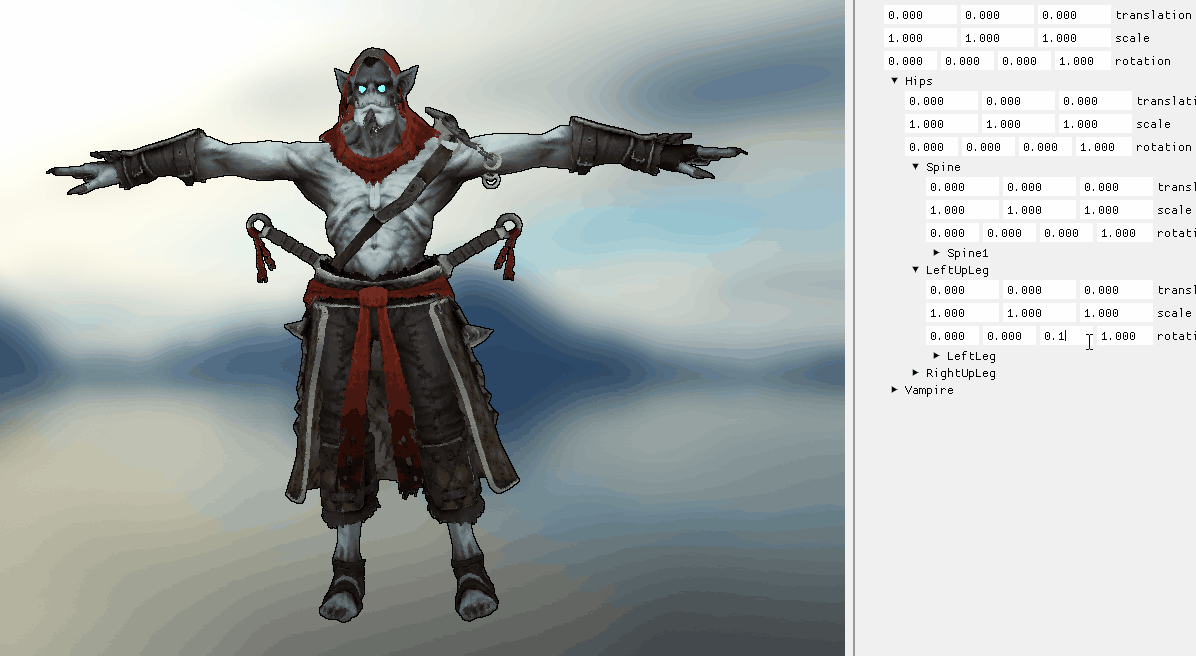 0.000 0.000 0.000 translation
1.000 1.000 1.000 scale
0.000 0.000 0.000 1.000 rotation
Hips
0.000 0.000 0.000 translati
1.000 1.000 1.000 scale
0.000 0.000 0.000 1.000 rotation
Spine
0.000 0.000 0.000 transl
1.000 1.000 1.000 scale
0.000 0.000 0.000 1.000 rotati
Spine1
LeftUpLeg
0.000 0.000 0.000 transl
1.000 1.000 1.000 scale
0.000 0.000 0.1 1.000 rotati
LeftLeg
RightUpLeg
Vampire